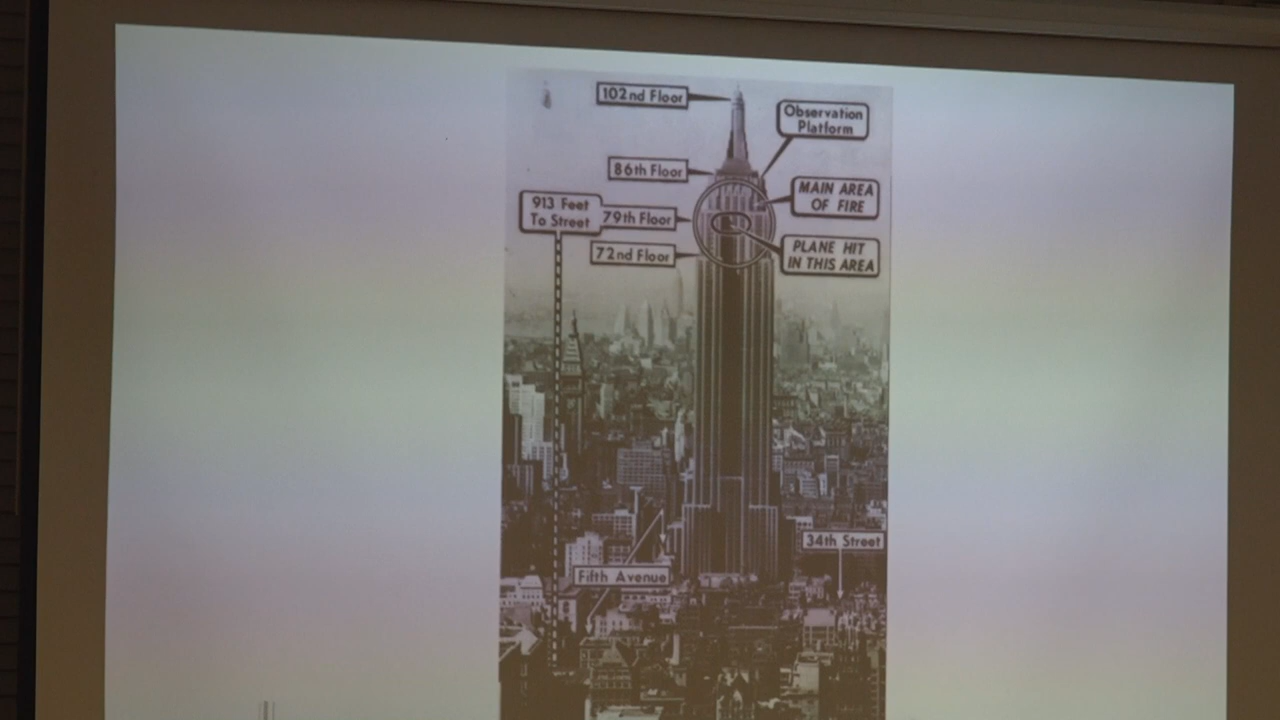 102nd Floor
Observation
Platform
86th Floor
MAIN AREA
OF FIRE
913 Feet
To Street
79th Floor
PLANE HIT
IN THIS AREA
72nd Floor
34th Street
Fifth Avenue